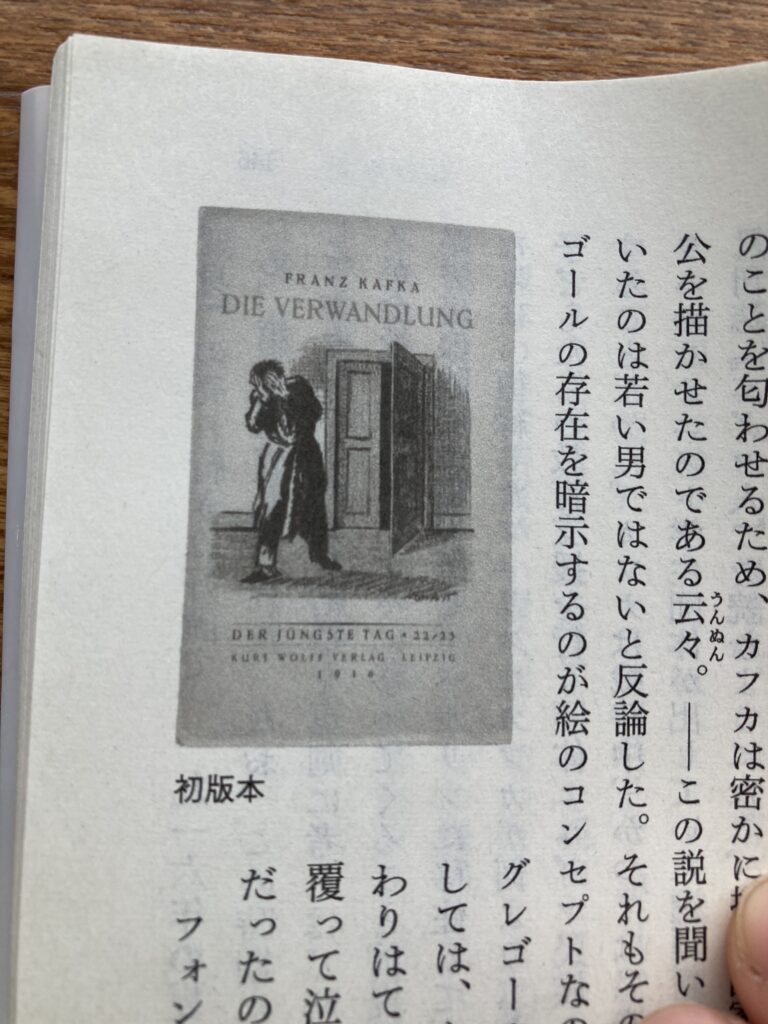 のことを匂わせるため、カフカは密かに
公を描かせたのである云々。――この説を聞い
うんぬん
いたのは若い男ではないと反論した。それもその
ゴールの存在を暗示するのが絵のコンセプトなの
FRANZ KAFKA
DIE VERWANDLUNG
DER JÜNGSTE TAG • 22/23
KURT WOLFF VERLAG · LEIPZIG
1916
初版本
グレゴー
しては、
わりはて
覆って泣
だったの
フォン